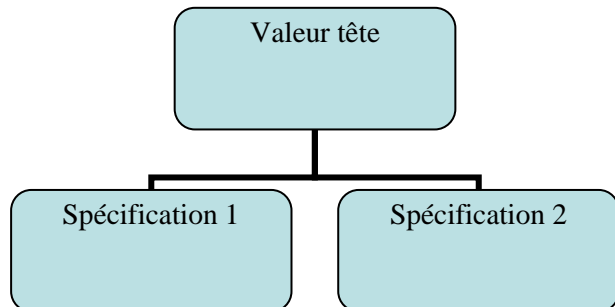 Valeur tête
Spécification 1
Spécification 2